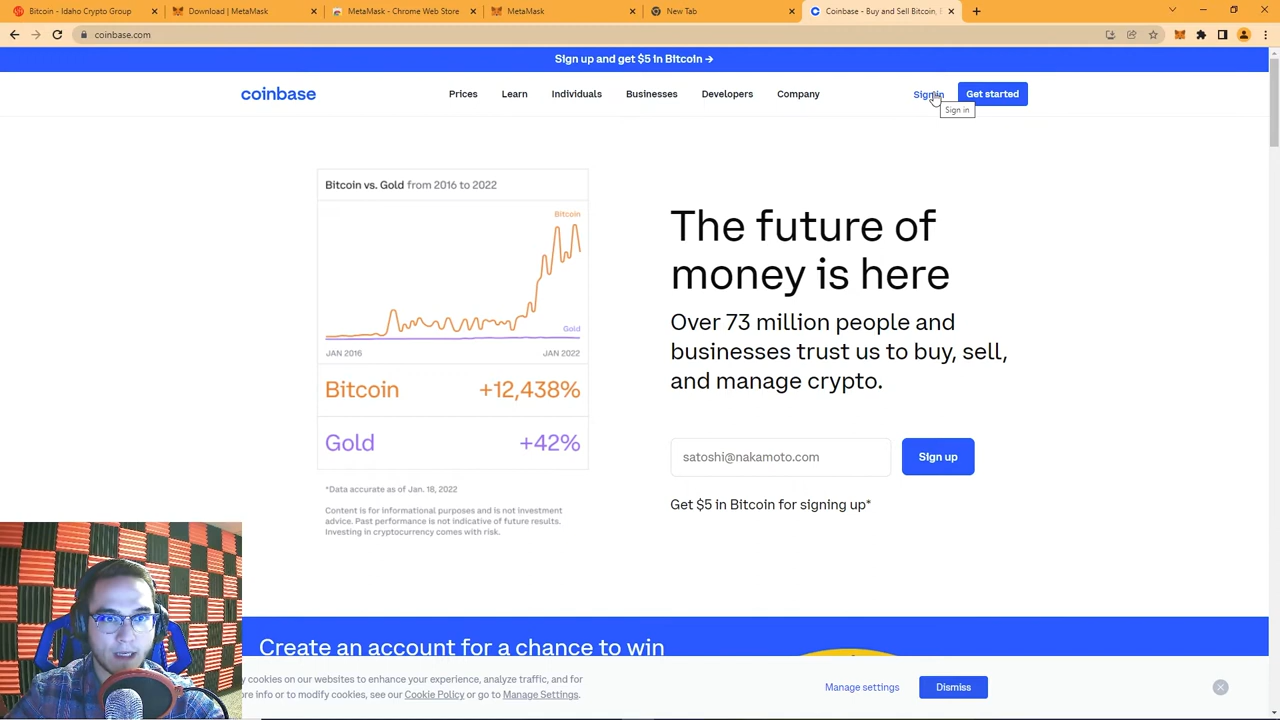 Bitcoin - Idaho Crypto Group
Download | MetaMask
MetaMask - Chrome Web Store
MetaMask
New Tab
Coinbase - Buy and Sell Bitcoin,
coinbase.com
Sign up and get $5 in Bitcoin →
coinbase
Prices
Learn
Individuals
Businesses
Developers
Company
Sign in
Get started
Sign in
Bitcoin vs. Gold from 2016 to 2022
Bitcoin
Gold
JAN 2016
JAN 2022
Bitcoin +12,438%
Gold +42%
*Data accurate as of Jan. 18, 2022
Content is for informational purposes and is not investment
advice. Past performance is not indicative of future results.
Investing in cryptocurrency comes with risk.
The future of
money is here
Over 73 million people and
businesses trust us to buy, sell,
and manage crypto.
satoshi@nakamoto.com
Sign up
Get $5 in Bitcoin for signing up*
Create an account for a chance to win
cookies on our websites to enhance your experience, analyze traffic, and for
info or to modify cookies, see our Cookie Policy or go to Manage Settings.
Manage settings
Dismiss